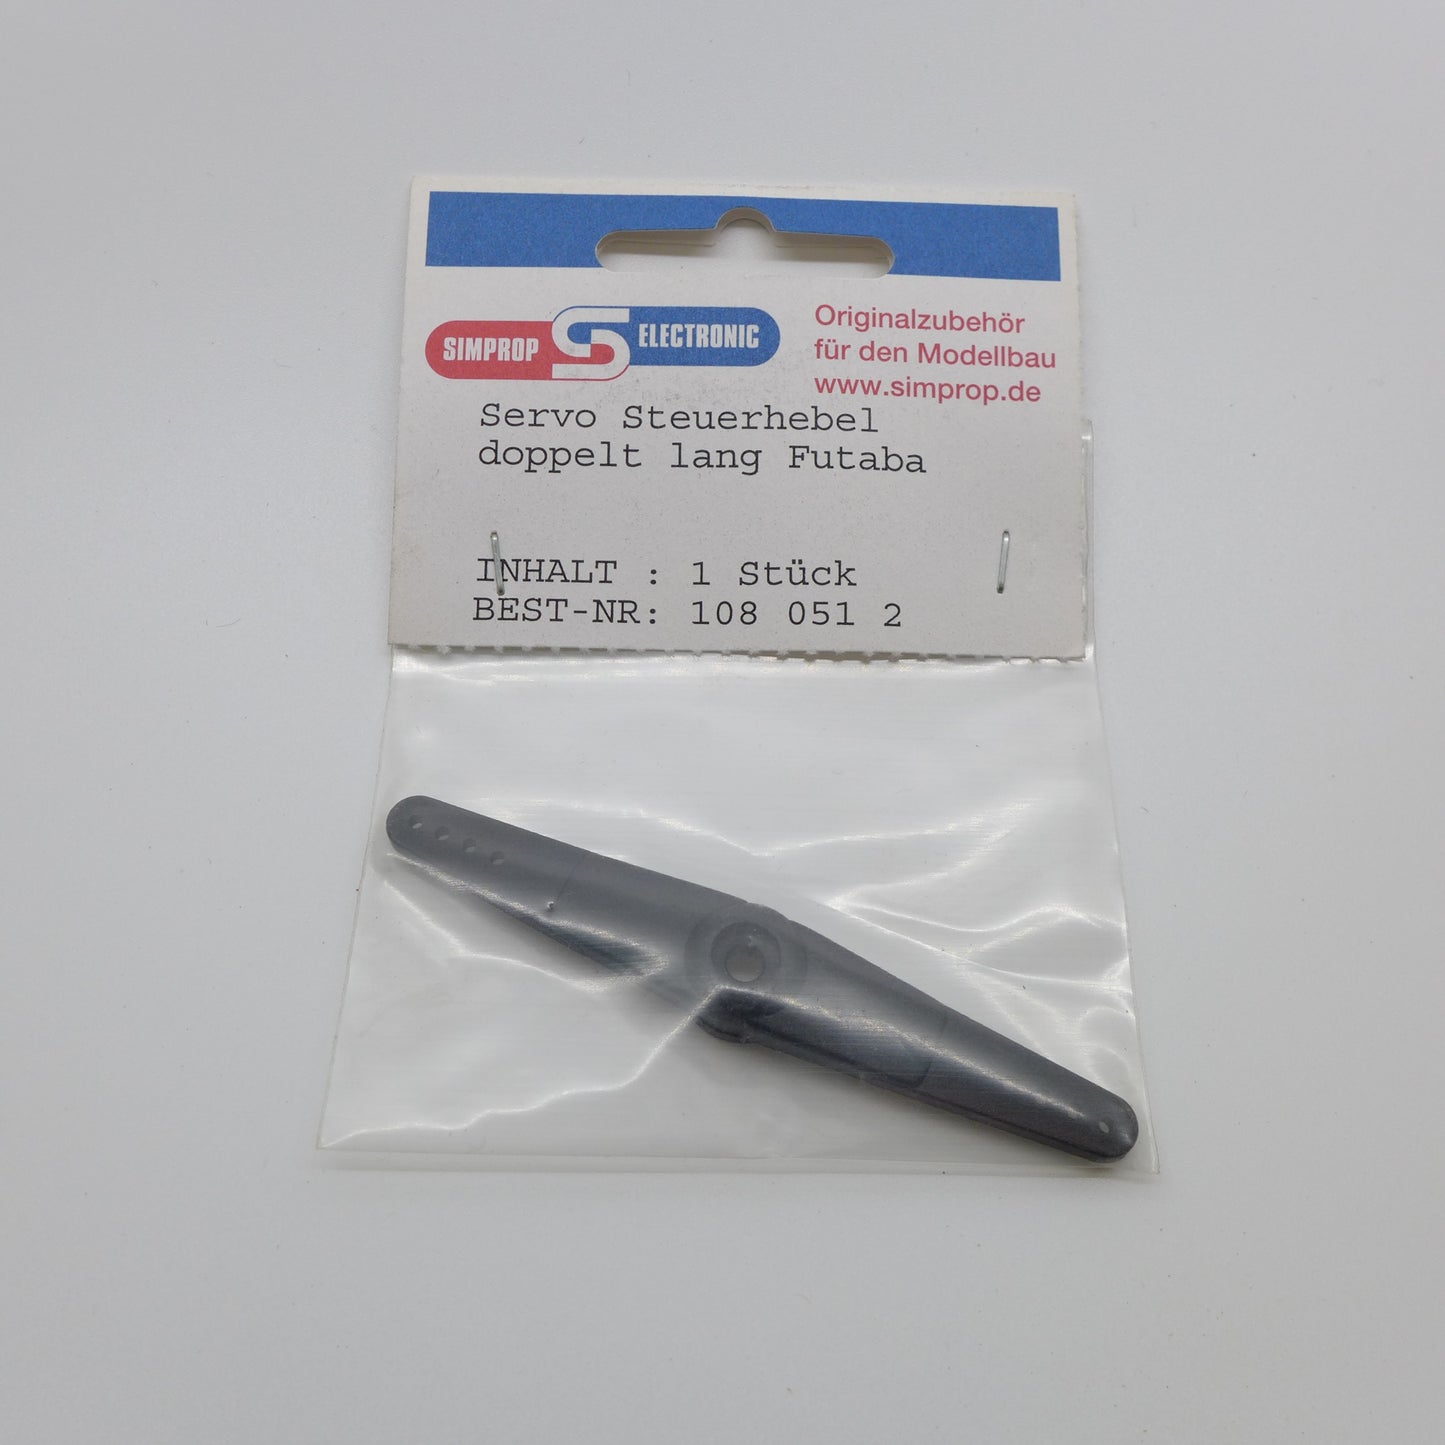 SIMPROP ELECTRONIC
Originalzubehör
für den Modellbau
www.simprop.de
Servo Steuerhebel
doppelt lang Futaba
INHALT : 1 Stück
BEST-NR: 108 051 2